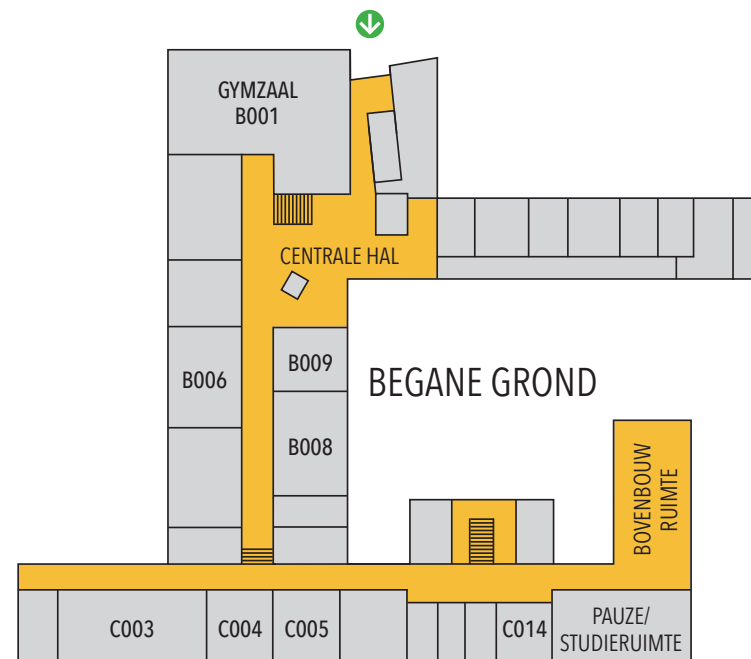 GYMZAAL
B001
CENTRALE HAL
B009
B006
BEGANE GROND
B008
BOVENBOUW
RUIMTE
C003
C004
C005
C014
PAUZE/
STUDIERUIMTE